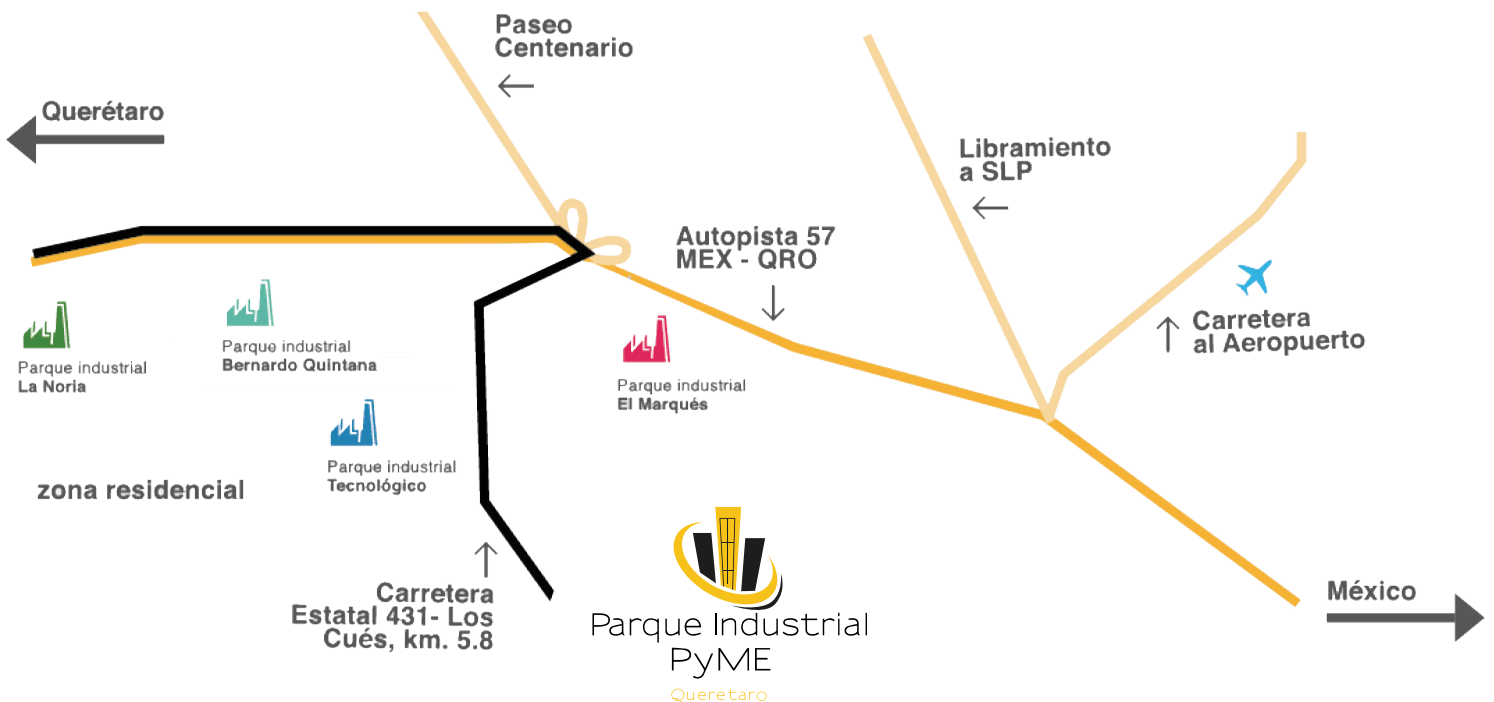 Paseo
Centenario
Querétaro
Libramiento
a SLP
Autopista 57
MEX - QRO
Carretera
al Aeropuerto
Parque industrial
La Noria
Parque industrial
Bernardo Quintana
Parque industrial
El Marqués
Parque industrial
Tecnológico
zona residencial
Carretera
Estatal 431- Los
Cués, km. 5.8
Parque Industrial
PyME
Queretaro
México